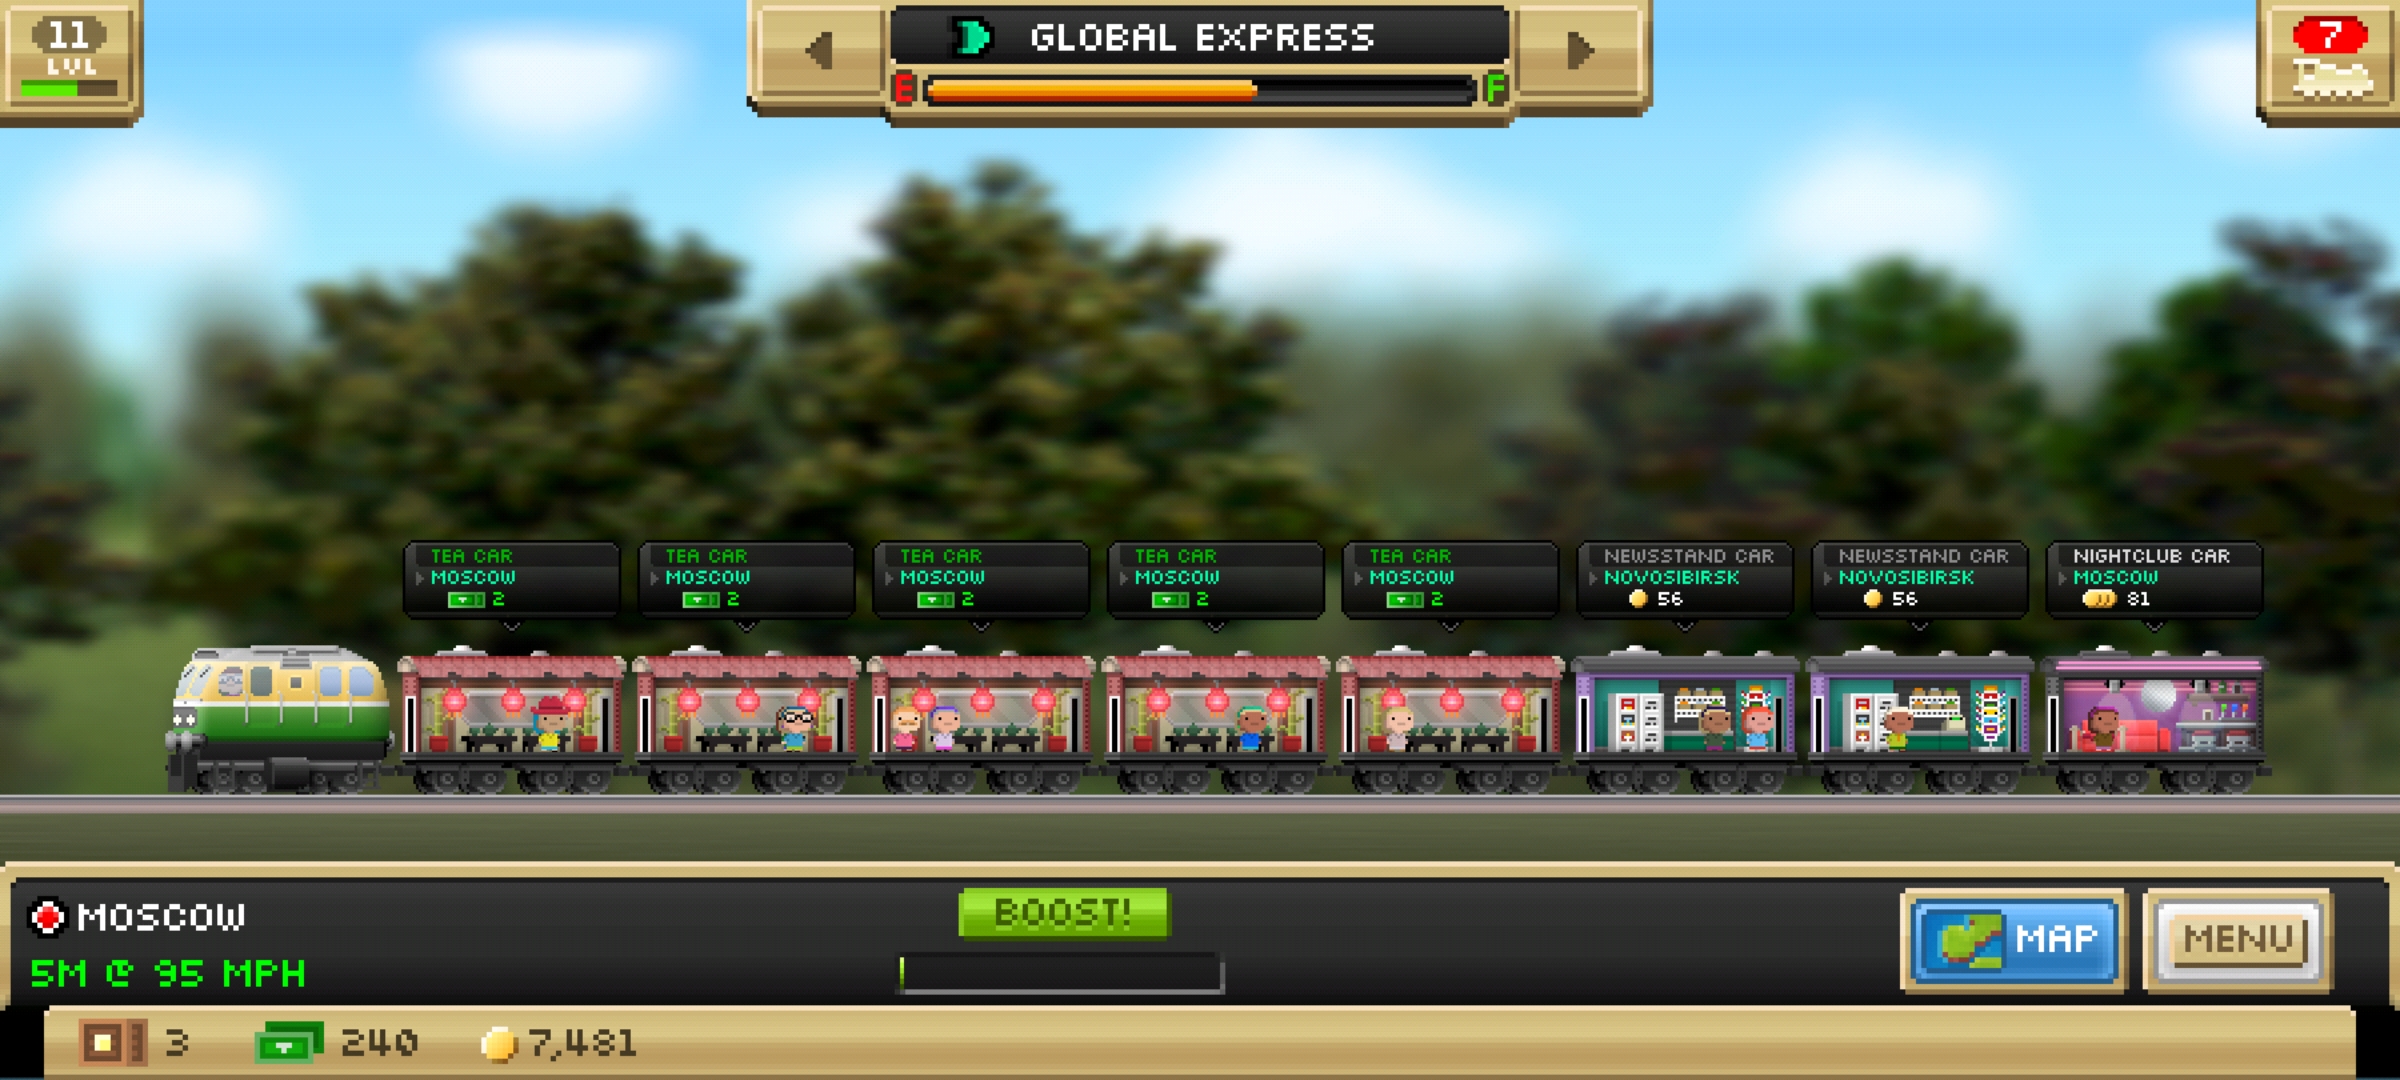 11
LVL
GLOBAL EXPRESS
E F
7
TEA CAR
MOSCOW
2
TEA CAR
MOSCOW
2
TEA CAR
MOSCOW
2
TEA CAR
MOSCOW
2
TEA CAR
MOSCOW
2
NEWSSTAND CAR
NOVOSIBIRSK
56
NEWSSTAND CAR
NOVOSIBIRSK
56
NIGHTCLUB CAR
MOSCOW
81
MOSCOW
5M @ 95 MPH
BOOST!
MAP
MENU
3 240 7,481